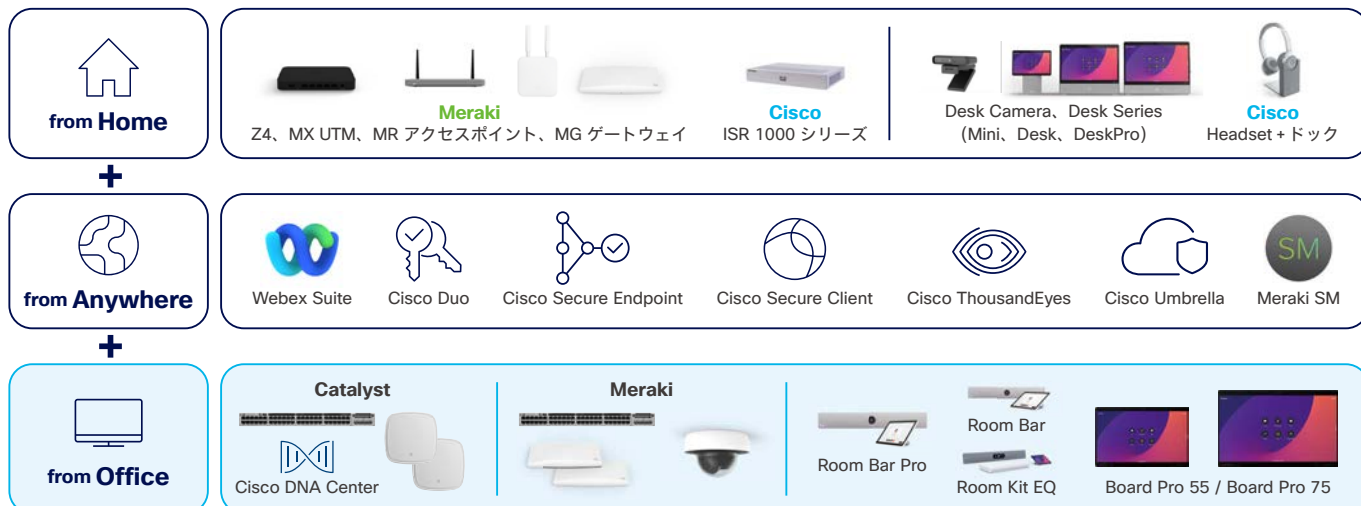 from Home
Meraki
Z4、MX UTM、MR アクセスポイント、MG ゲートウェイ
Cisco
ISR 1000 シリーズ
Desk Camera、Desk Series
(Mini、Desk、DeskPro)
Cisco
Headset + ドック
+
from Anywhere
Webex Suite
Cisco Duo
Cisco Secure Endpoint
Cisco Secure Client
Cisco ThousandEyes
Cisco Umbrella
SM
Meraki SM
+
from Office
Catalyst
Cisco DNA Center
Meraki
Room Bar Pro
Room Bar
Room Kit EQ
Board Pro 55 / Board Pro 75